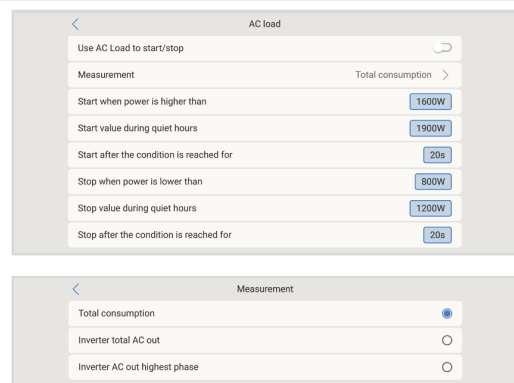 AC load
Use AC Load to start/stop
Measurement Total consumption
Start when power is higher than 1600W
Start value during quiet hours 1900W
Start after the condition is reached for 20s
Stop when power is lower than 800W
Stop value during quiet hours 1200W
Stop after the condition is reached for 20s
Measurement
Total consumption
Inverter total AC out
Inverter AC out highest phase